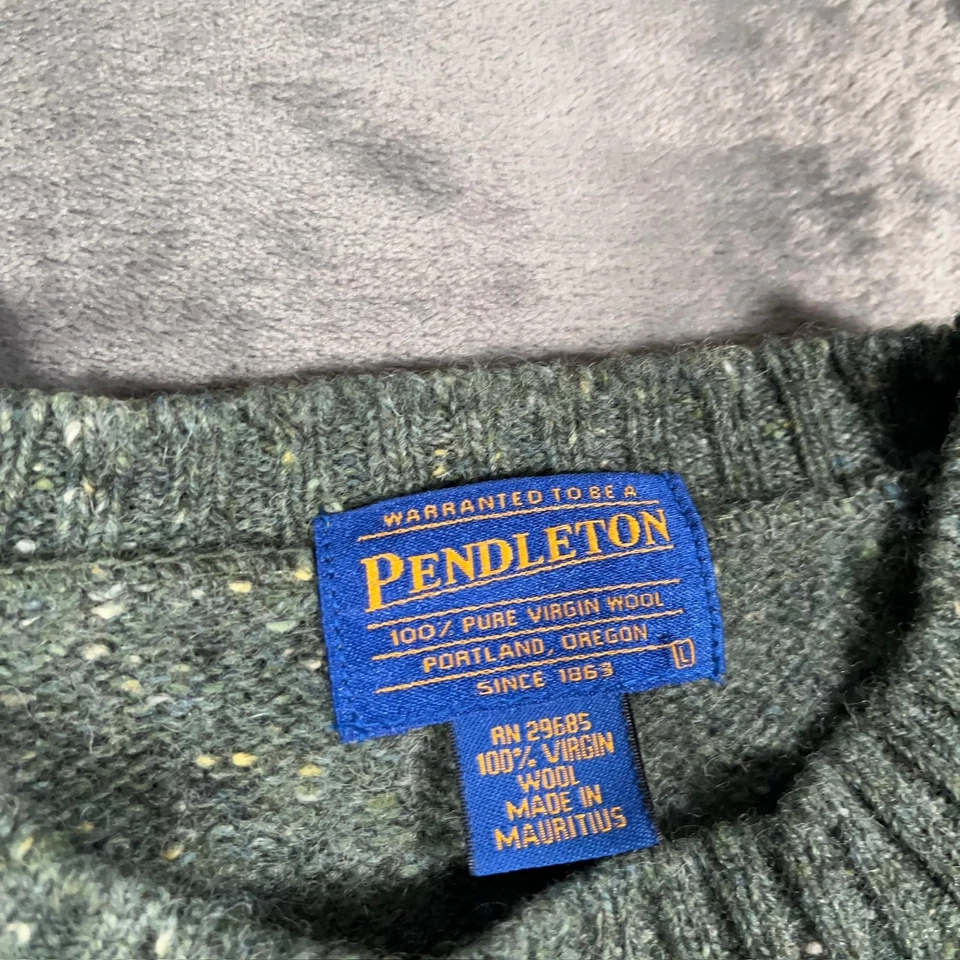 WARRANTED TO BE A
PENDLETON
100% PURE VIRGIN WOOL
PORTLAND, OREGON
L
SINCE 1863
RN 29685
100% VIRGIN
WOOL
MADE IN
MAURITIUS